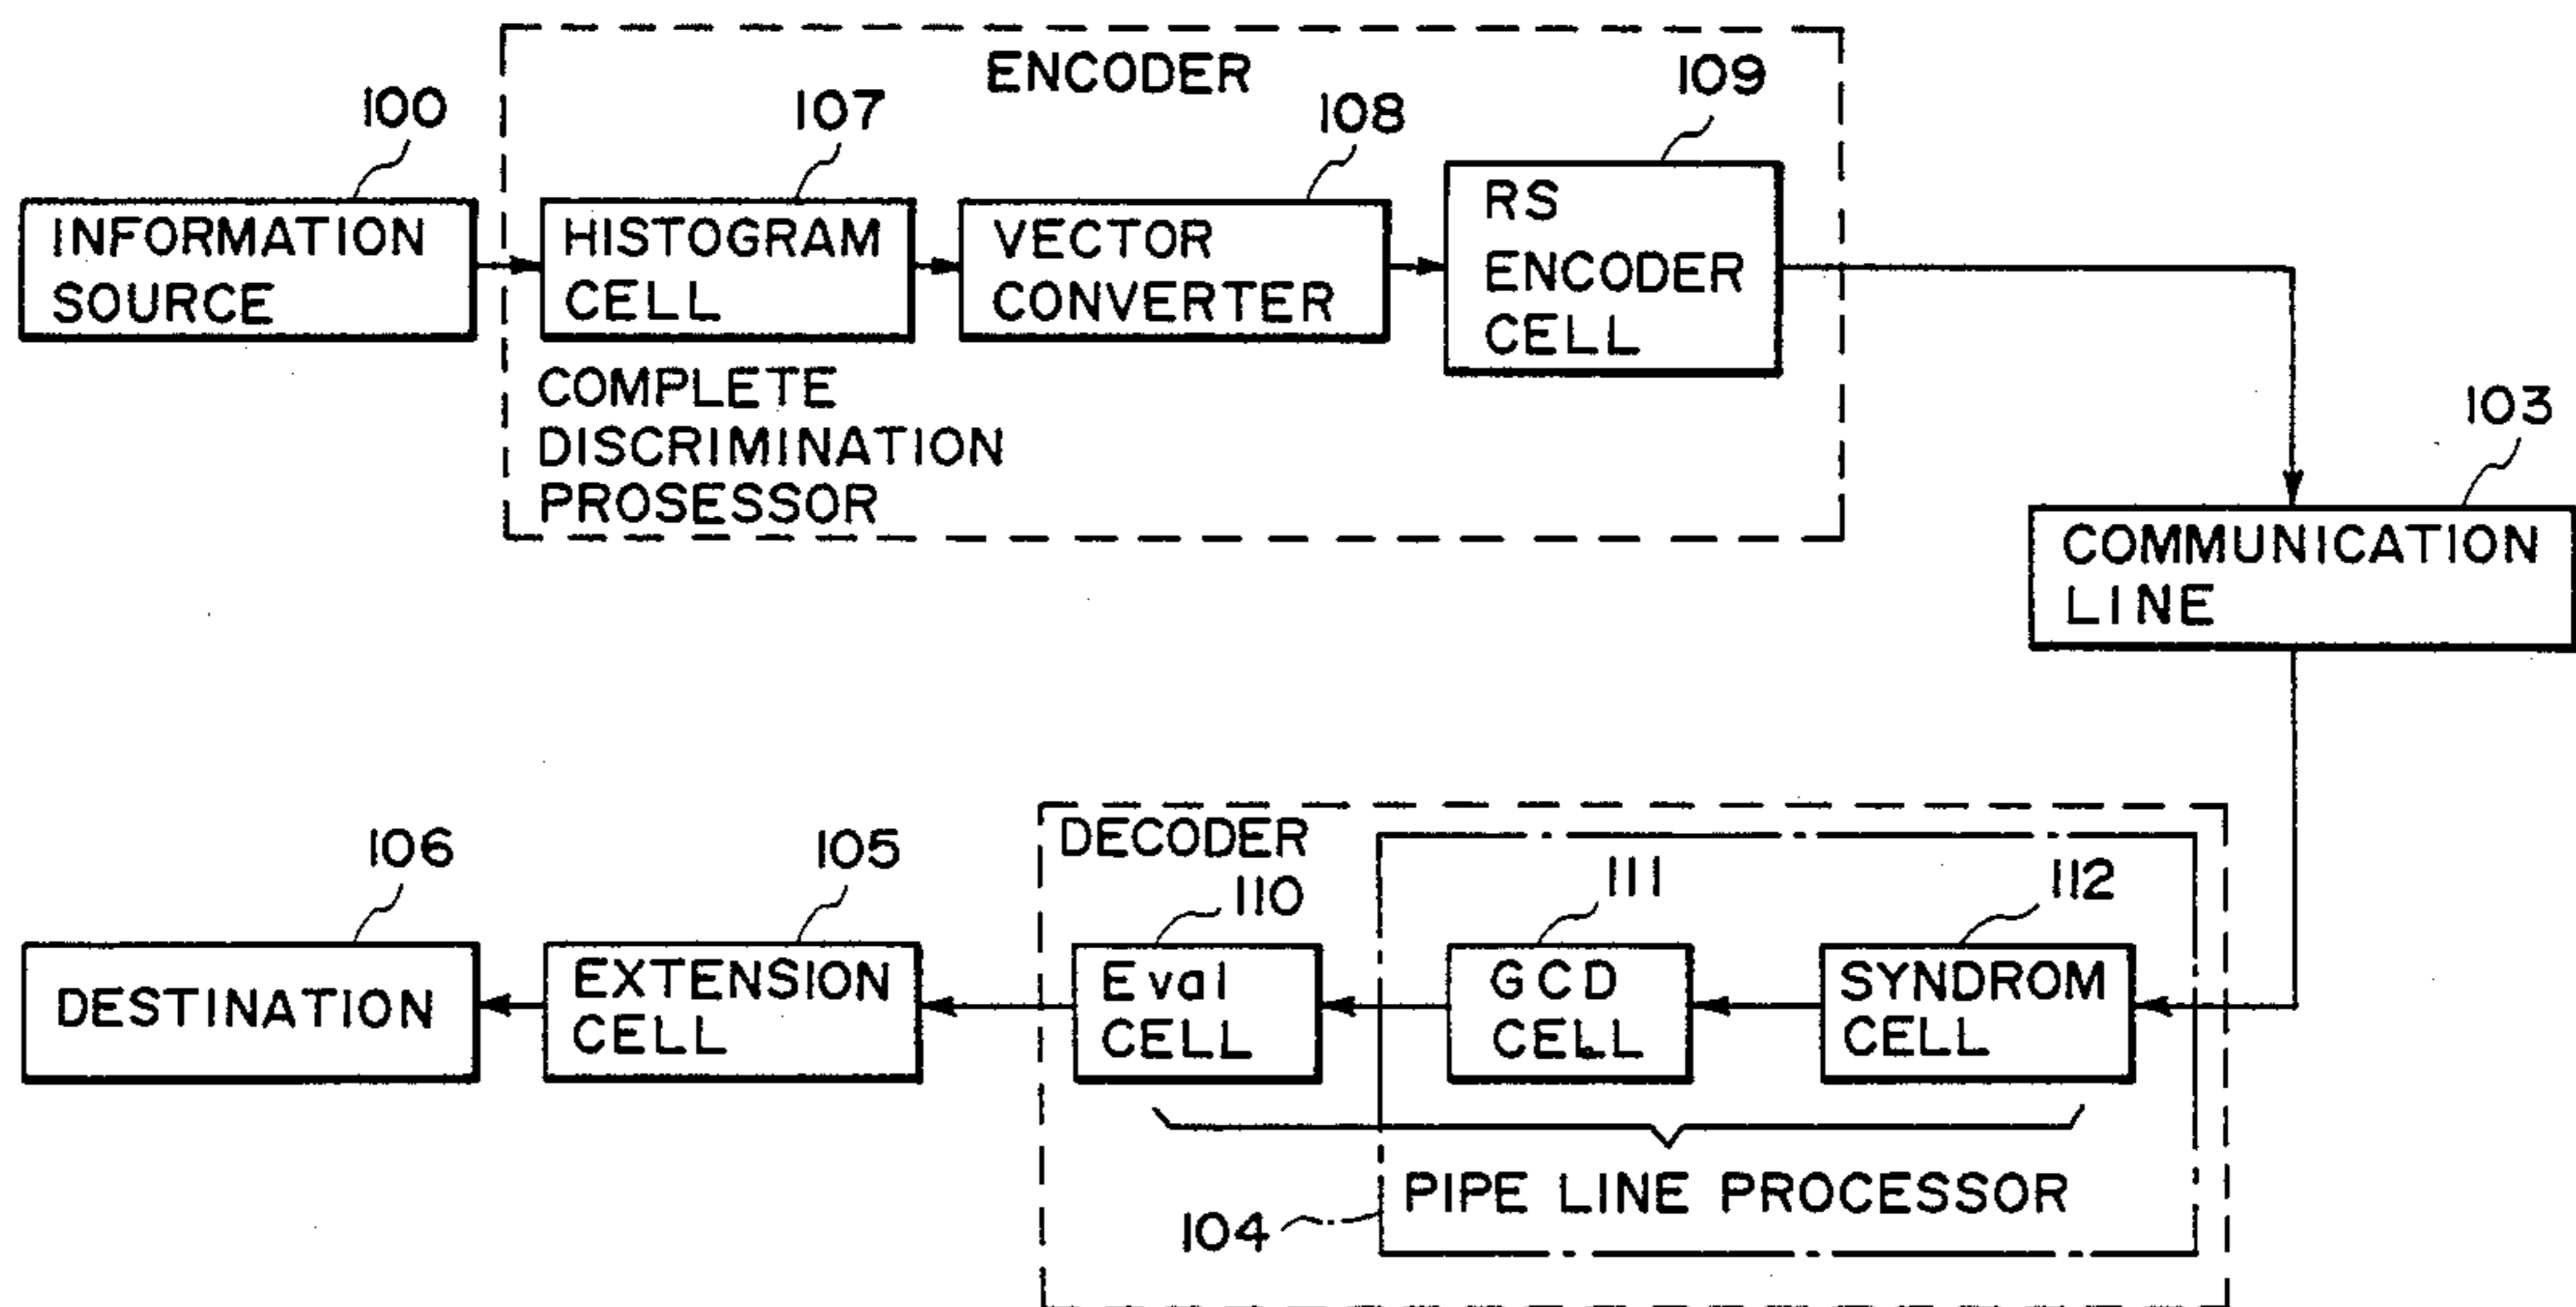 ENCODER
100
107
108
109
INFORMATION
SOURCE
HISTOGRAM
CELL
VECTOR
CONVERTER
RS
ENCODER
CELL
COMPLETE
DISCRIMINATION
PROSESSOR
103
COMMUNICATION
LINE
DECODER
106
105
110
111
112
DESTINATION
EXTENSION
CELL
Eval
CELL
GCD
CELL
SYNDROM
CELL
PIPE LINE PROCESSOR
104